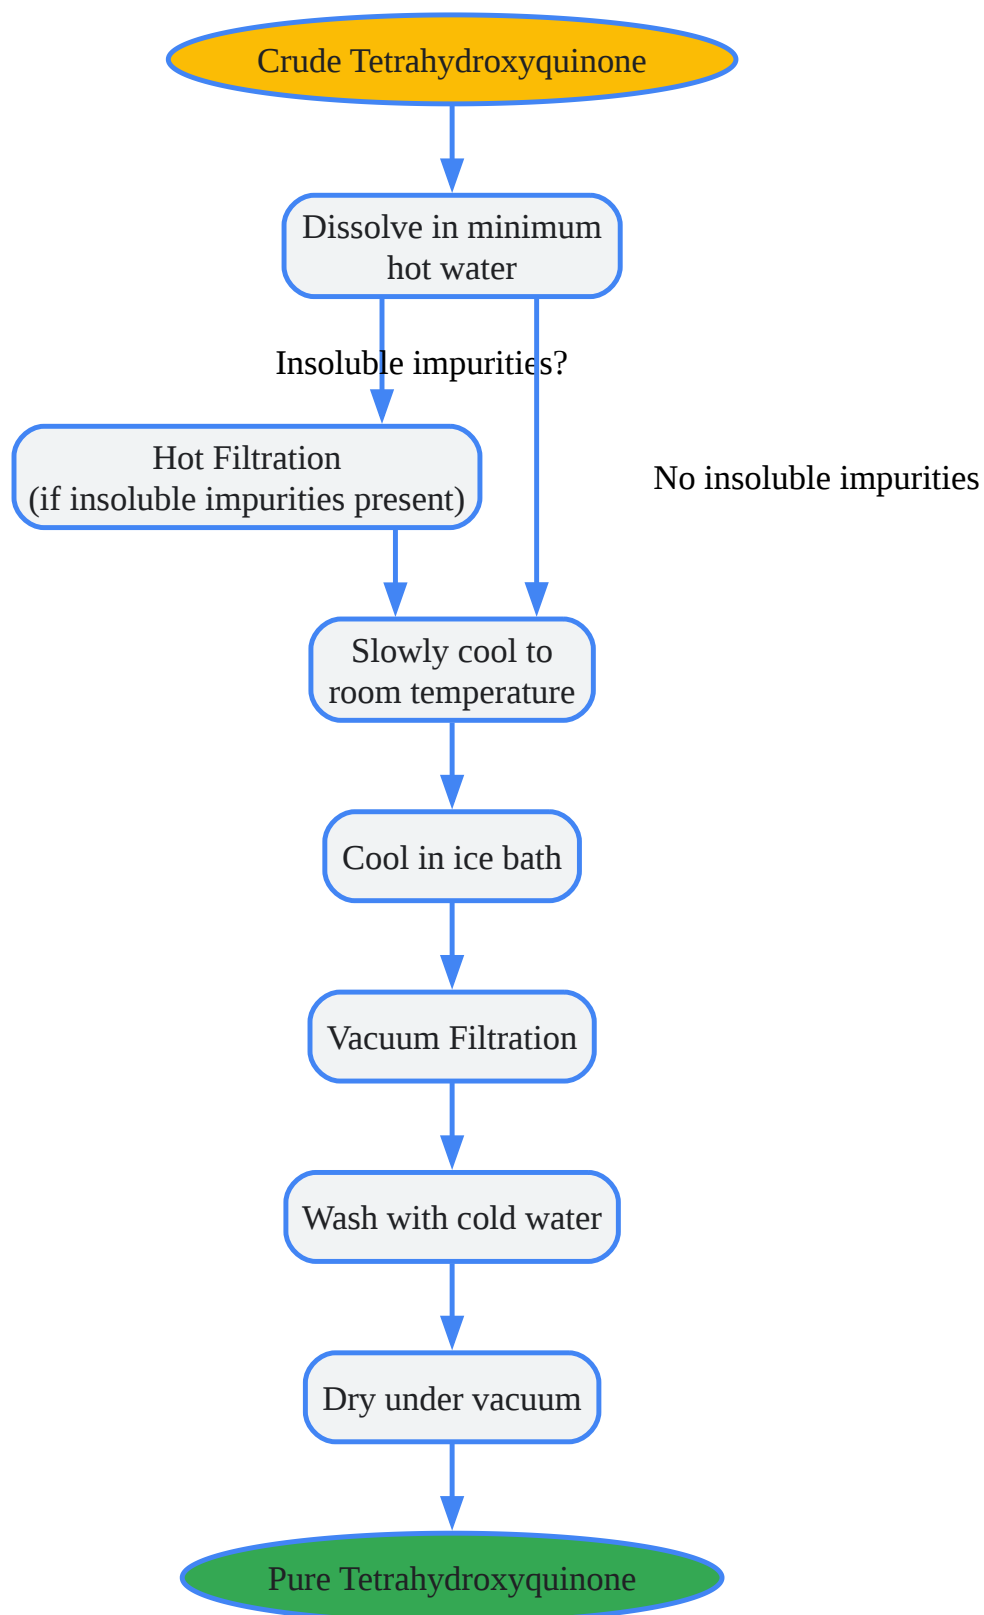 Crude Tetrahydroxyquinone
Dissolve in minimum
hot water
Insoluble impurities?
Hot Filtration
(if insoluble impurities present)
No insoluble impurities
Slowly cool to
room temperature
Cool in ice bath
Vacuum Filtration
Wash with cold water
Dry under vacuum
Pure Tetrahydroxyquinone